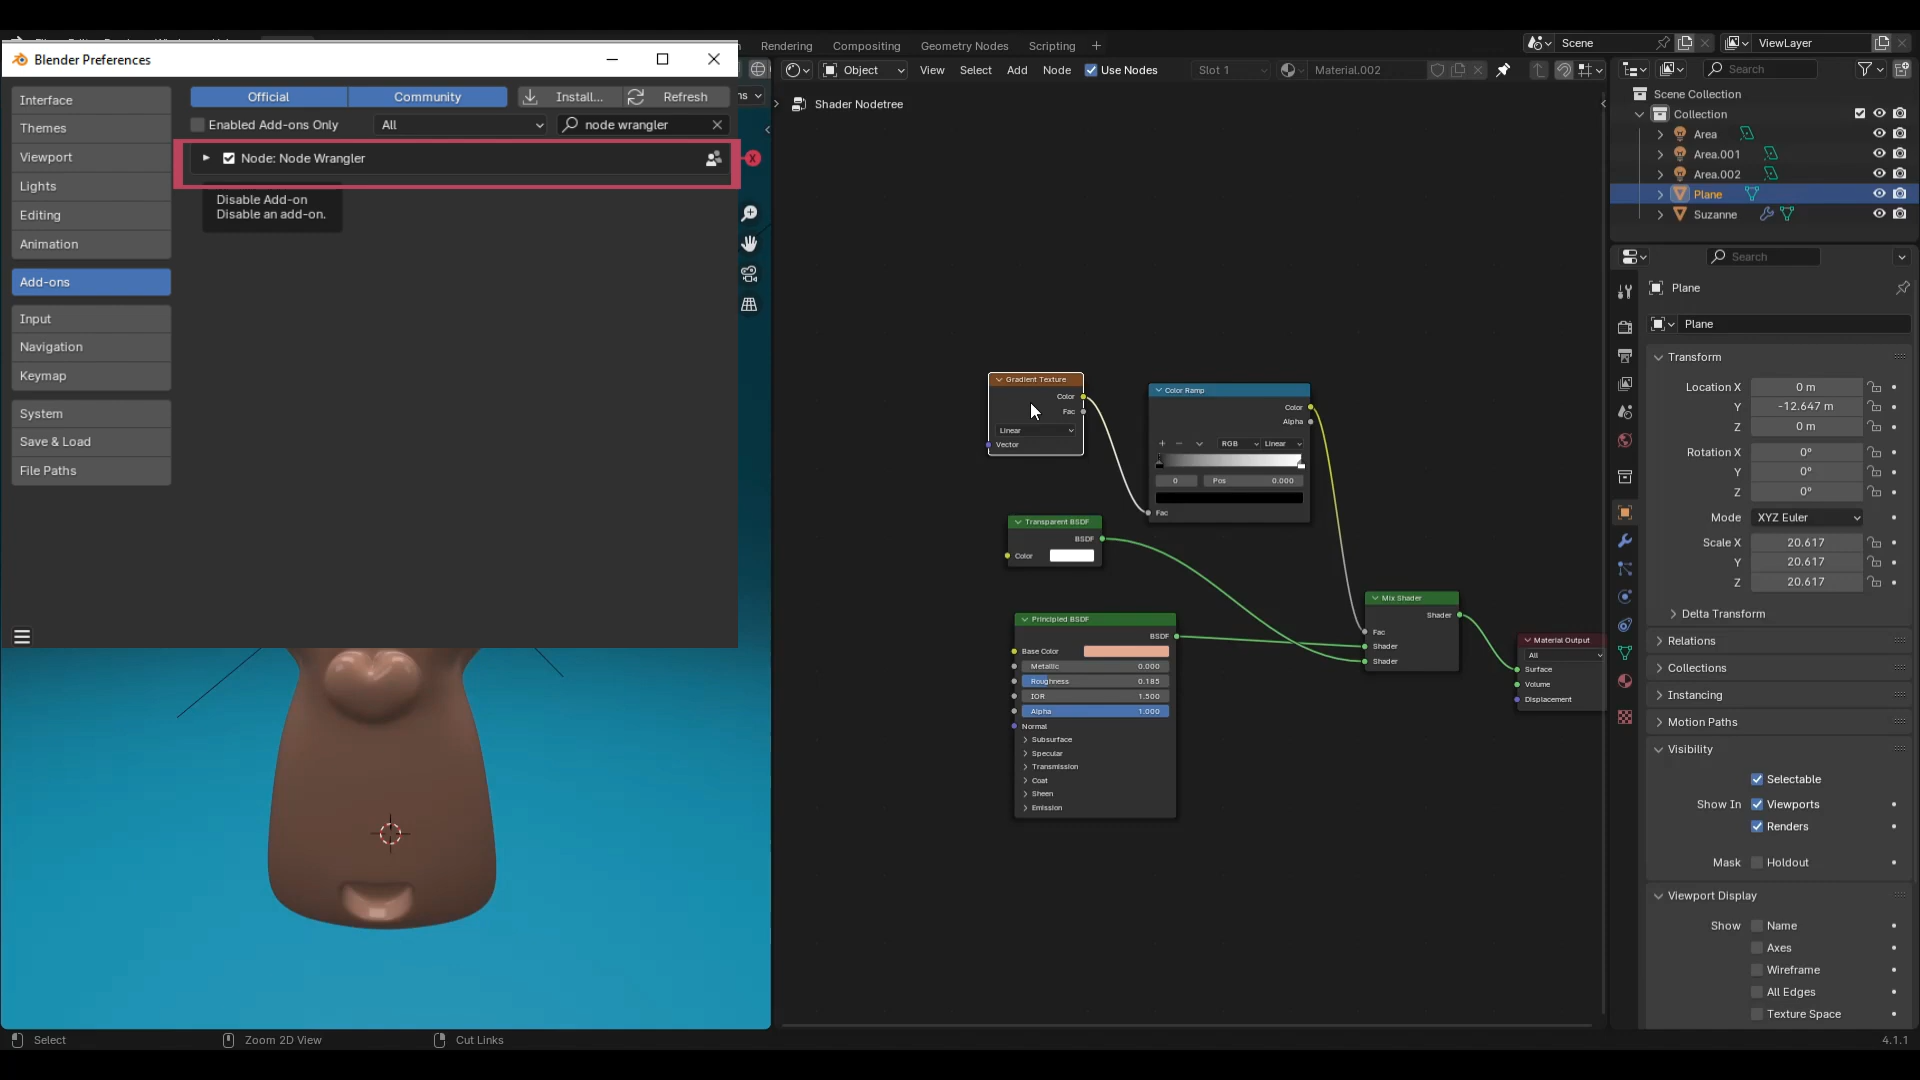 Blender Preferences
Interface
Themes
Viewport
Lights
Editing
Animation
Add-ons
Input
Navigation
Keymap
System
Save & Load
File Paths
Official
Community
Install...
Refresh
Enabled Add-ons Only
All
node wrangler
Node: Node Wrangler
X
Disable Add-on
Disable an add-on.
Rendering
Compositing
Geometry Nodes
Scripting
+
Scene
ViewLayer
Object
View
Select
Add
Node
Use Nodes
Slot 1
Material.002
Shader Nodetree
Gradient Texture
Color
Fac
Linear
Vector
Color Ramp
Color
Alpha
RGB
Linear
0
Pos
0.000
Fac
Transparent BSDF
BSDF
Color
Principled BSDF
BSDF
Base Color
Metallic 0.000
Roughness 0.185
IOR 1.500
Alpha 1.000
Normal
Subsurface
Specular
Transmission
Coat
Sheen
Emission
Mix Shader
Shader
Fac
Shader
Shader
Material Output
All
Surface
Volume
Displacement
Search
Scene Collection
Collection
Area
Area.001
Area.002
Plane
Suzanne
Search
Plane
Plane
Transform
Location X 0 m
Y -12.647 m
Z 0 m
Rotation X 0°
Y 0°
Z 0°
Mode XYZ Euler
Scale X 20.617
Y 20.617
Z 20.617
Delta Transform
Relations
Collections
Instancing
Motion Paths
Visibility
Selectable
Show In Viewports
Renders
Mask Holdout
Viewport Display
Show Name
Axes
Wireframe
All Edges
Texture Space
Select
Zoom 2D View
Cut Links
4.1.1